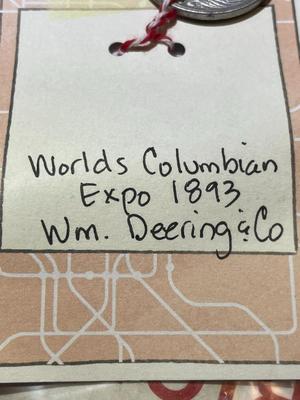 Worlds Columbian
Expo 1893
Wm. Deering & Co